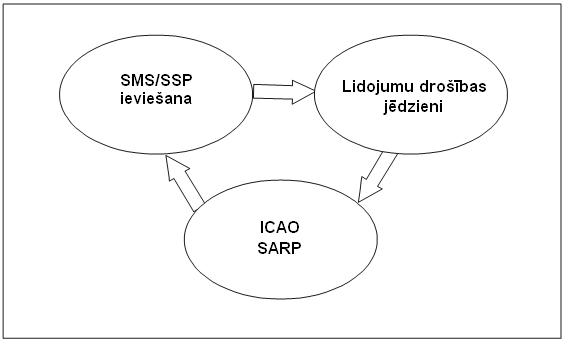 SMS/SSP
ieviešana
Lidojumu drošības
jēdzieni
ICAO
SARP